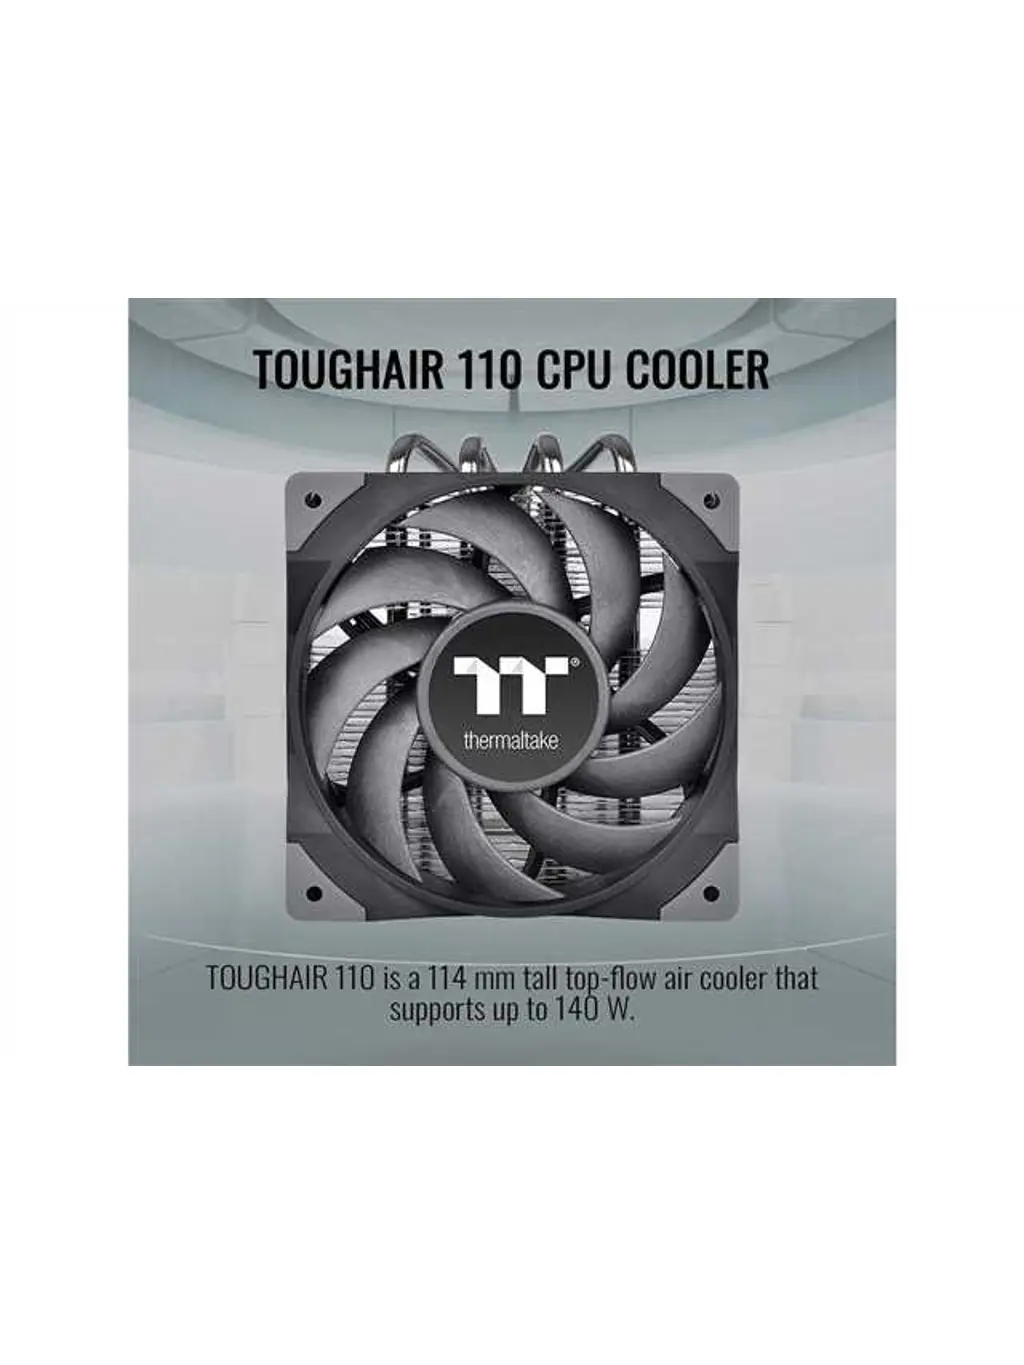 TOUGHAIR 110 CPU COOLER
®
thermaltake
TOUGHAIR 110 is a 114 mm tall top-flow air cooler that
supports up to 140 W.